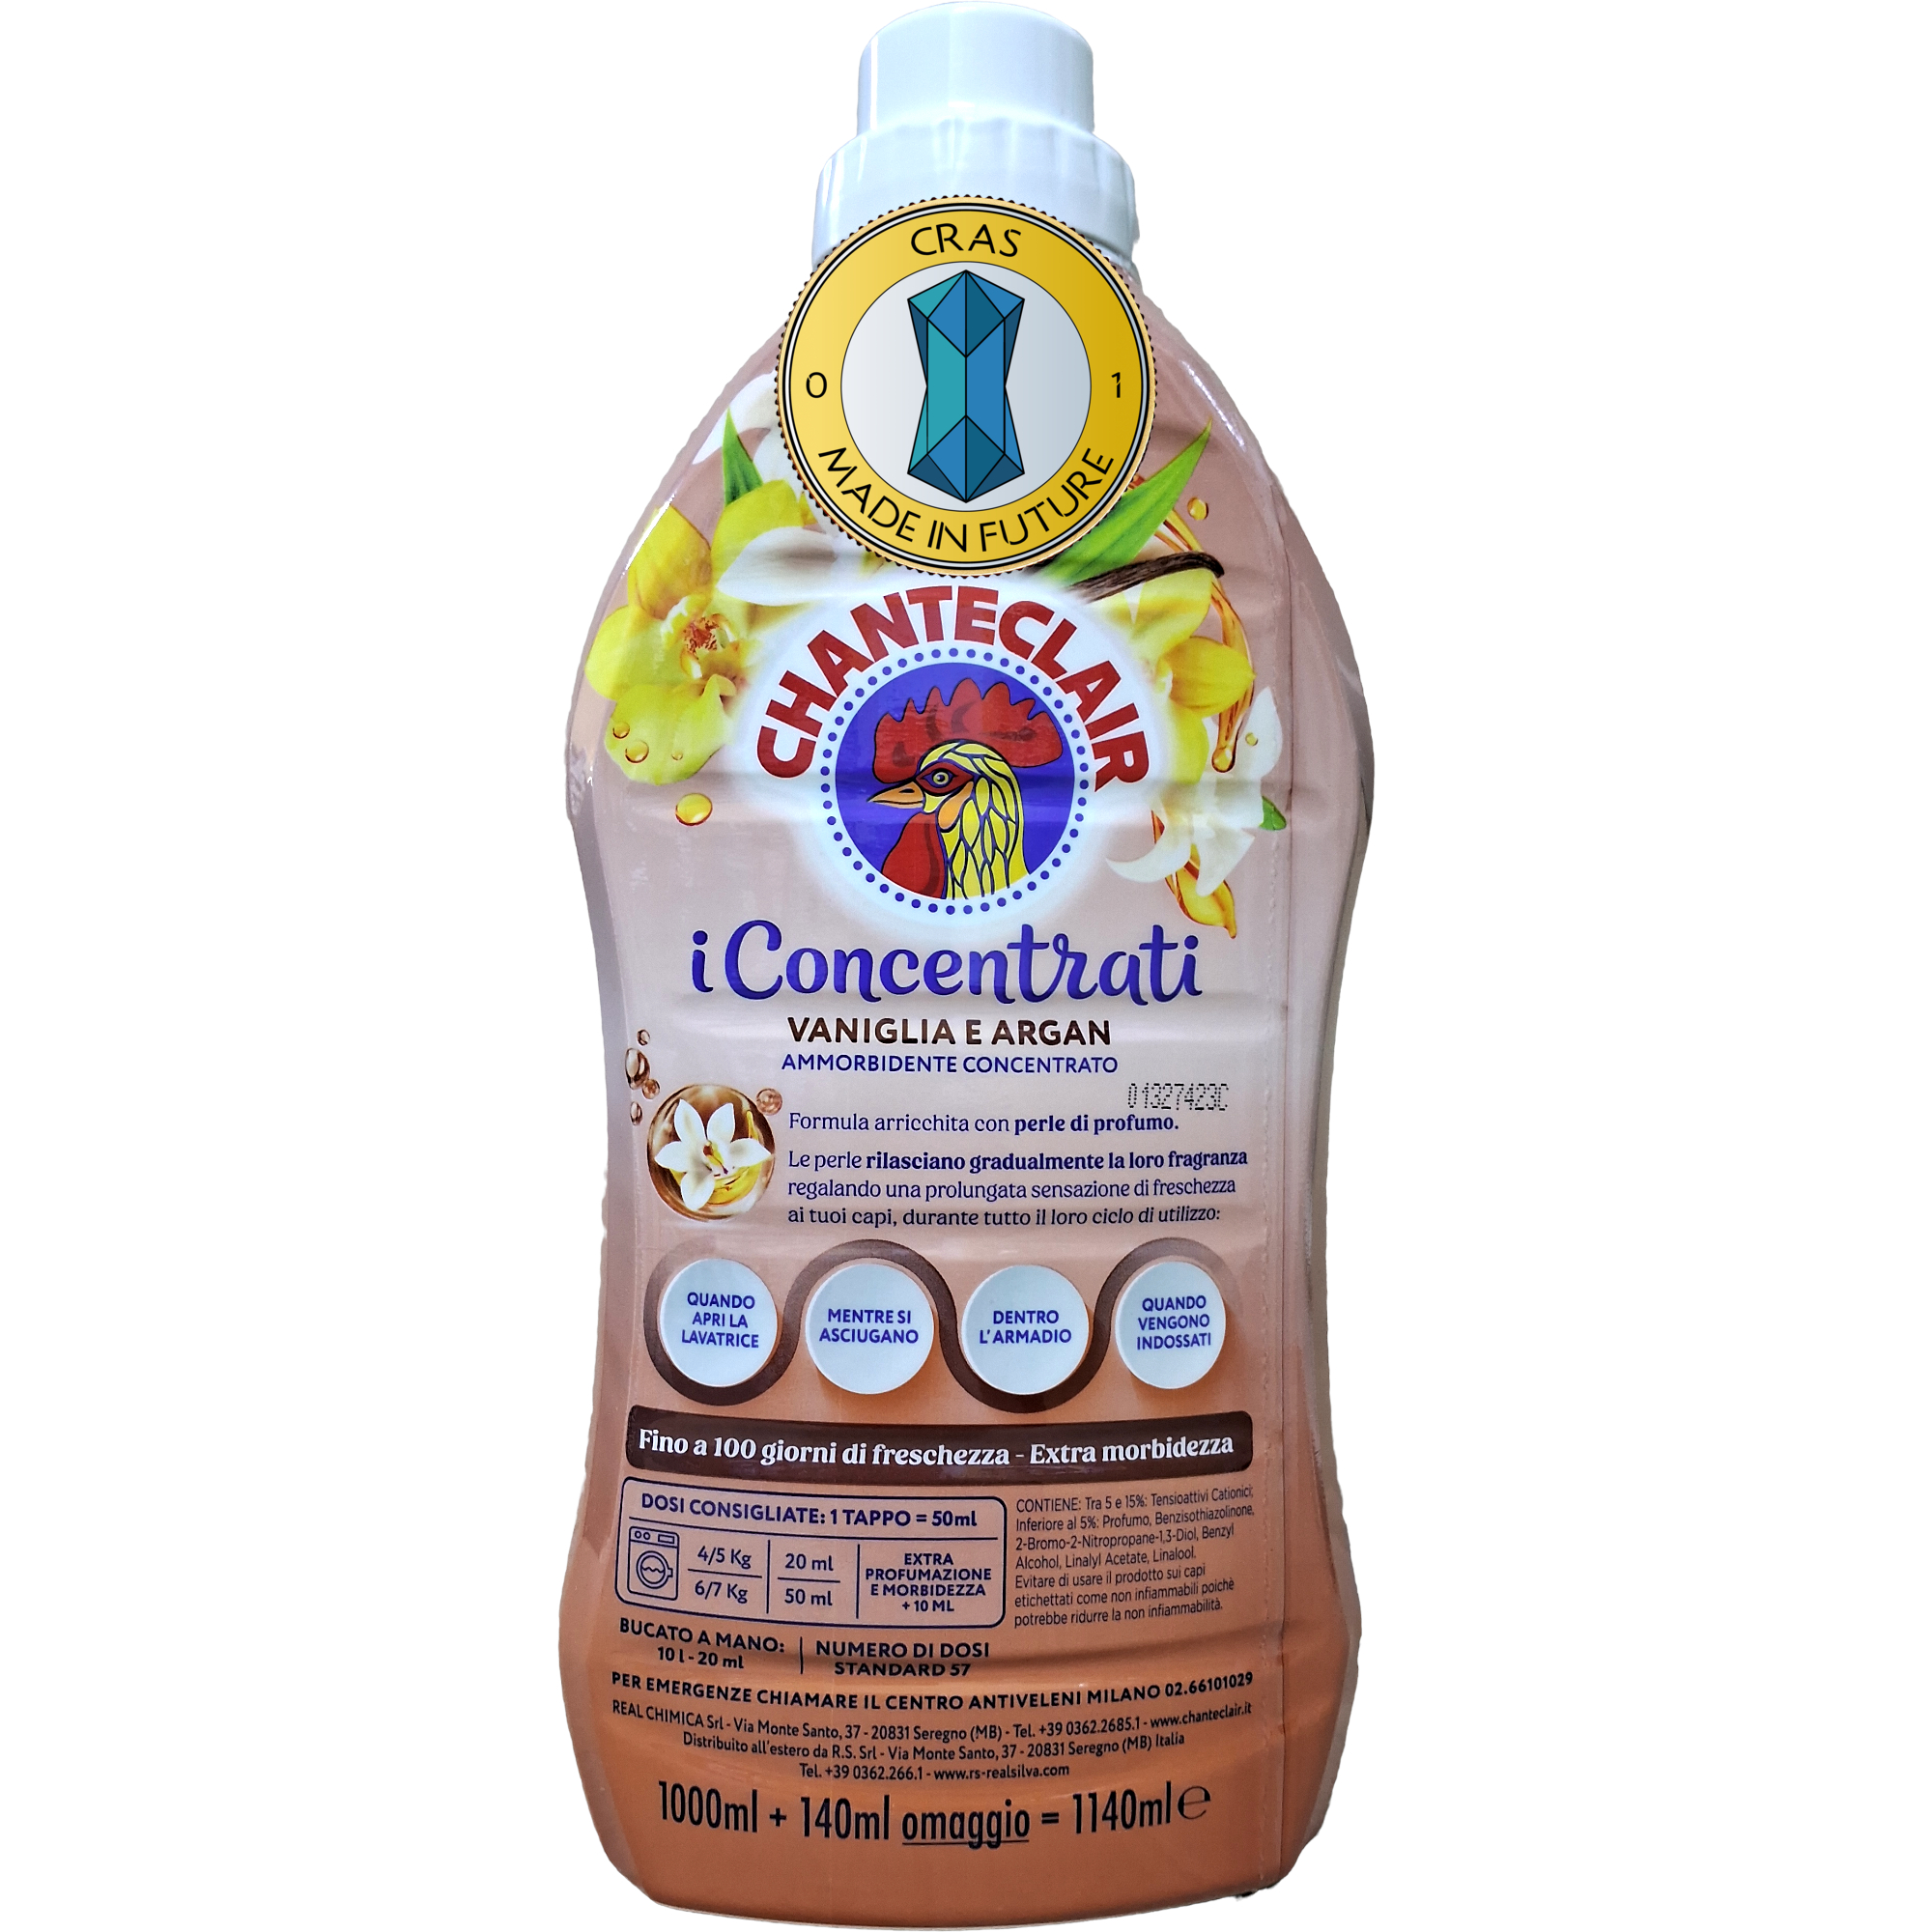 CRAS
0 1
MADE IN FUTURE
CHANTECLAIR
i Concentrati
VANIGLIA E ARGAN
AMMORBIDENTE CONCENTRATO
01327423C
Formula arricchita con perle di profumo.
Le perle rilasciano gradualmente la loro fragranza
regalando una prolungata sensazione di freschezza
ai tuoi capi, durante tutto il loro ciclo di utilizzo:
QUANDO
APRI LA
LAVATRICE
MENTRE SI
ASCIUGANO
DENTRO
L'ARMADIO
QUANDO
VENGONO
INDOSSATI
Fino a 100 giorni di freschezza - Extra morbidezza
DOSI CONSIGLIATE: 1 TAPPO = 50ml
4/5 Kg
20 ml
6/7 Kg
50 ml
EXTRA
PROFUMAZIONE
E MORBIDEZZA
+ 10 ML
CONTIENE: Tra 5 e 15%: Tensioattivi Cationici;
Inferiore al 5%: Profumo, Benzisothiazolinone,
2-Bromo-2-Nitropropane-1,3-Diol, Benzyl
Alcohol, Linalyl Acetate, Linalool.
Evitare di usare il prodotto sui capi
etichettati come non infiammabili poichè
potrebbe ridurre la non infiammabilità.
BUCATO A MANO:
10 l - 20 ml
NUMERO DI DOSI
STANDARD 57
PER EMERGENZE CHIAMARE IL CENTRO ANTIVELENI MILANO 02.66101029
REAL CHIMICA Srl - Via Monte Santo, 37 - 20831 Seregno (MB) - Tel. +39 0362.2685.1 - www.chanteclair.it
Distribuito all'estero da R.S. Srl - Via Monte Santo, 37 - 20831 Seregno (MB) Italia
Tel. +39 0362.266.1 - www.rs-realsilva.com
1000ml + 140ml omaggio = 1140ml e